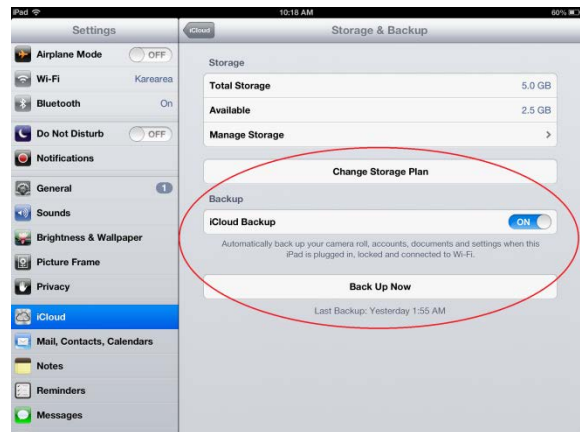 iPad 10:18 AM 60%
Settings
iCloud Storage & Backup
Airplane Mode OFF
Wi-Fi Karearea
Bluetooth On
Do Not Disturb OFF
Notifications
General 1
Sounds
Brightness & Wallpaper
Picture Frame
Privacy
iCloud
Mail, Contacts, Calendars
Notes
Reminders
Messages
Storage
Total Storage 5.0 GB
Available 2.5 GB
Manage Storage
Change Storage Plan
Backup
iCloud Backup ON
Automatically back up your camera roll, accounts, documents and settings when this
iPad is plugged in, locked and connected to Wi-Fi.
Back Up Now
Last Backup: Yesterday 1:55 AM